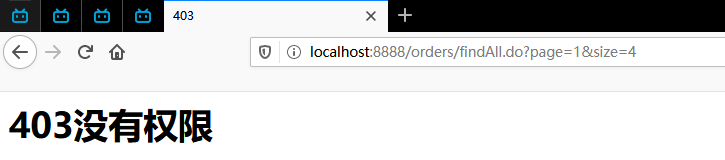 403
localhost:8888/orders/findAll.do?page=1&size=4
403没有权限